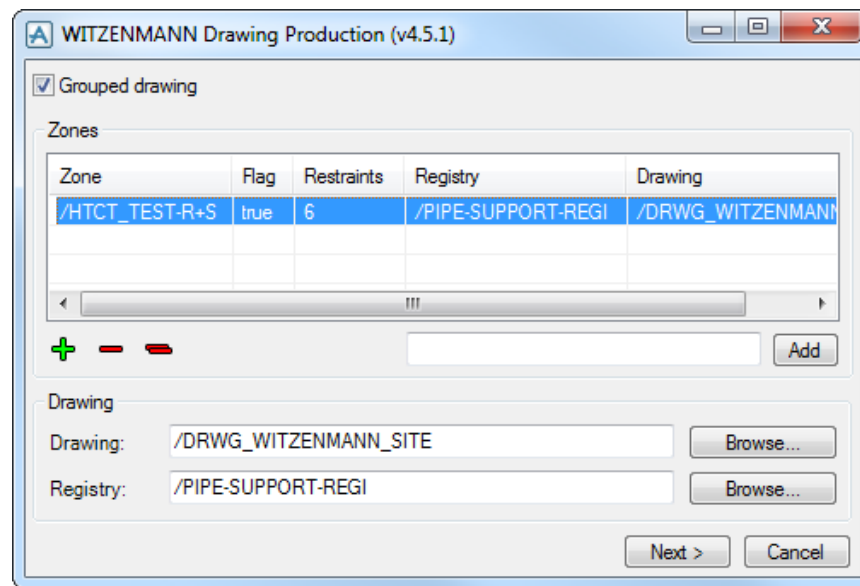 WITZENMANN Drawing Production (v4.5.1)
Grouped drawing
Zones
Zone Flag Restraints Registry Drawing
/HTCT_TEST-R+S true 6 /PIPE-SUPPORT-REGI /DRWG_WITZENMANN
Add
Drawing
Drawing: /DRWG_WITZENMANN_SITE Browse...
Registry: /PIPE-SUPPORT-REGI Browse...
Next > Cancel